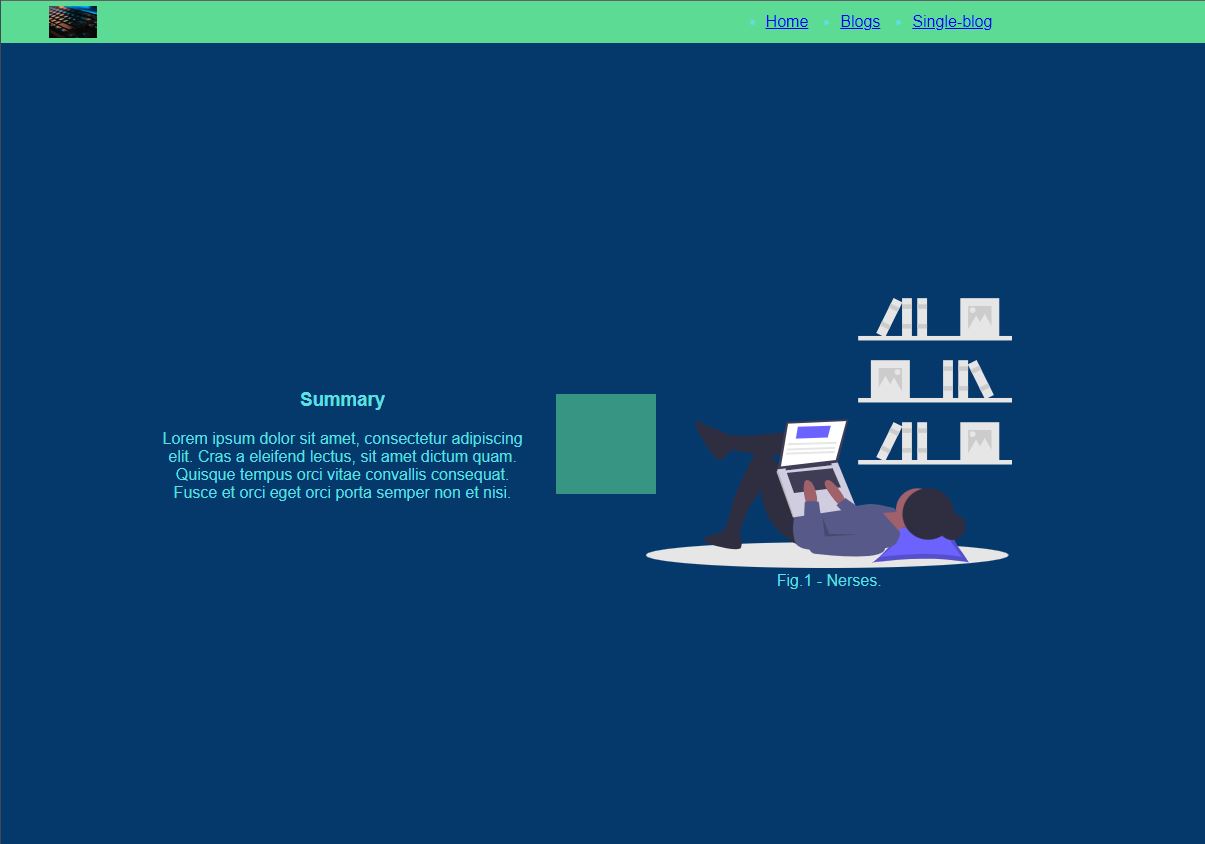 Home
Blogs
Single-blog
Summary
Lorem ipsum dolor sit amet, consectetur adipiscing
elit. Cras a eleifend lectus, sit amet dictum quam.
Quisque tempus orci vitae convallis consequat.
Fusce et orci eget orci porta semper non et nisi.
Fig.1 - Nerses.